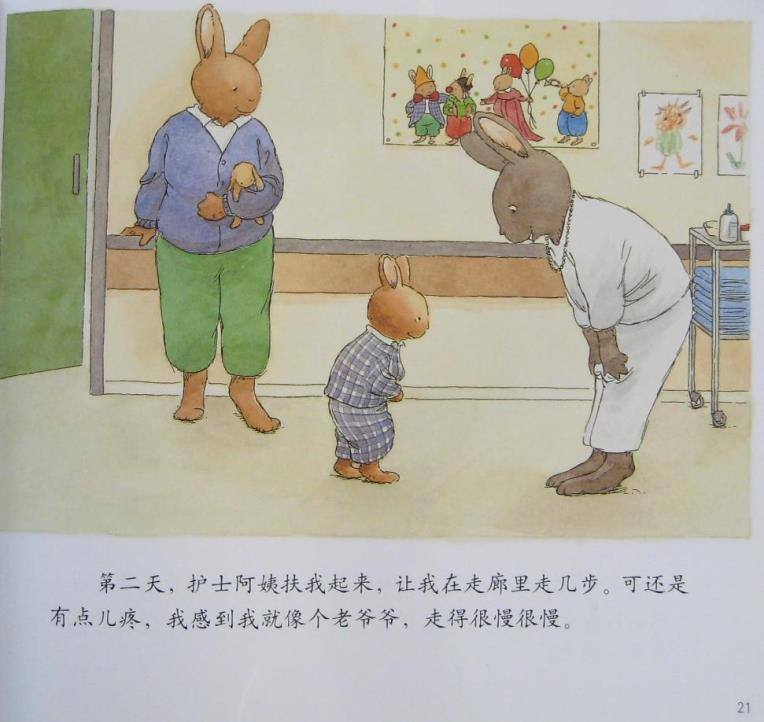 第二天，护士阿姨扶我起来，让我在走廊里走几步。可还是
有点儿疼，我感到我就像个老爷爷，走得很慢很慢。
21